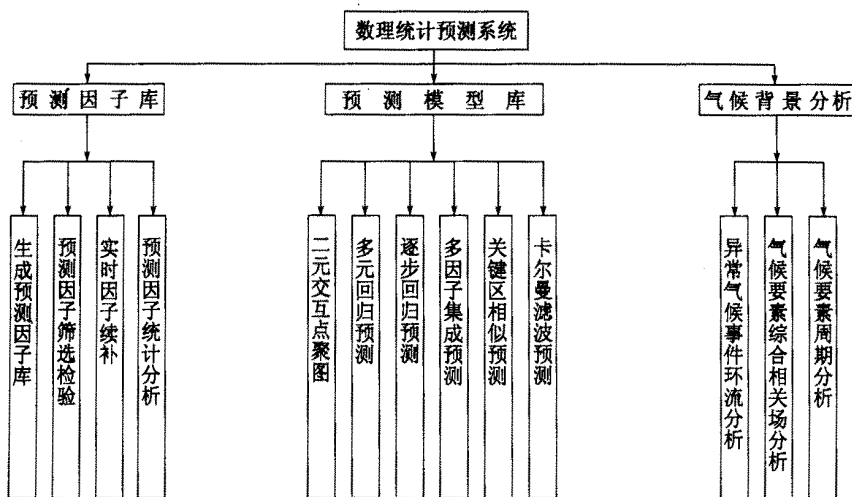 数理统计预测系统
预测因子库
预测模型库
气候背景分析
生成预测因子库
预测因子筛选检验
实时因子续补
预测因子统计分析
二元交互点聚图
多元回归预测
逐步回归预测
多因子集成预测
关键区相似预测
卡尔曼滤波预测
异常气候事件环流分析
气候要素综合相关场分析
气候要素周期分析